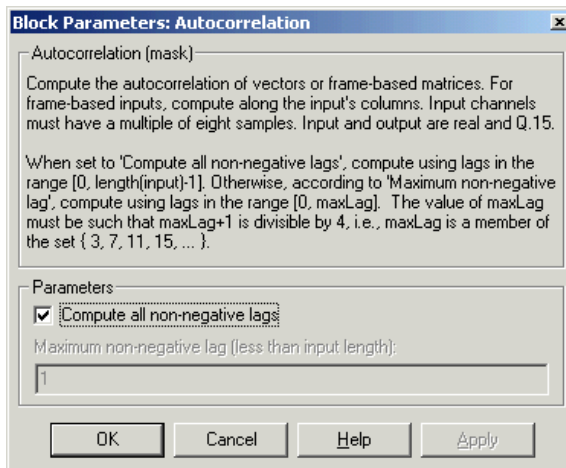 Block Parameters: Autocorrelation
Autocorrelation (mask)
Compute the autocorrelation of vectors or frame-based matrices. For
frame-based inputs, compute along the input's columns. Input channels
must have a multiple of eight samples. Input and output are real and Q.15.
When set to 'Compute all non-negative lags', compute using lags in the
range [0, length(input)-1]. Otherwise, according to 'Maximum non-negative
lag', compute using lags in the range [0, maxLag].  The value of maxLag
must be such that maxLag+1 is divisible by 4, i.e., maxLag is a member of
the set { 3, 7, 11, 15, ... }.
Parameters
Compute all non-negative lags
Maximum non-negative lag (less than input length):
1
OK Cancel Help Apply